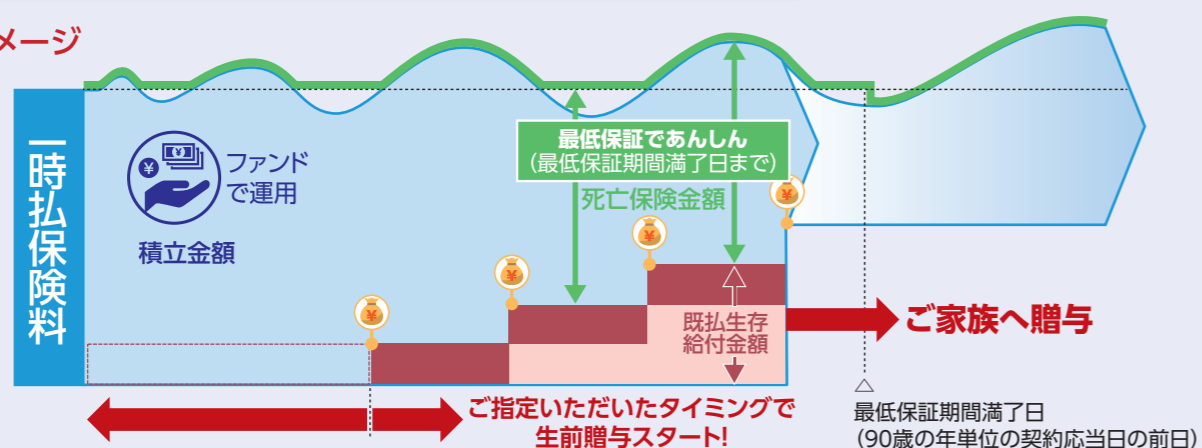 メージ
一時払保険料
¥
¥
ファンド
で運用
積立金額
最低保証であんしん
(最低保証期間満了日まで)
死亡保険金額
¥
¥
¥
¥
既払生存
給付金額
ご家族へ贈与
ご指定いただいたタイミングで
生前贈与スタート!
最低保証期間満了日
(90歳の年単位の契約応当日の前日)